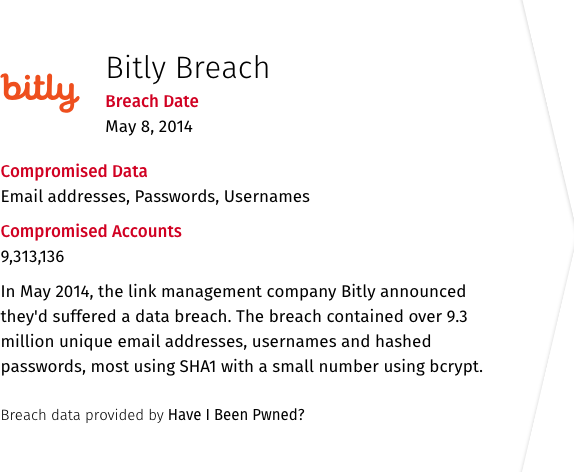 bitly
Bitly Breach
Breach Date
May 8, 2014
Compromised Data
Email addresses, Passwords, Usernames
Compromised Accounts
9,313,136
In May 2014, the link management company Bitly announced
they'd suffered a data breach. The breach contained over 9.3
million unique email addresses, usernames and hashed
passwords, most using SHA1 with a small number using bcrypt.
Breach data provided by Have I Been Pwned?